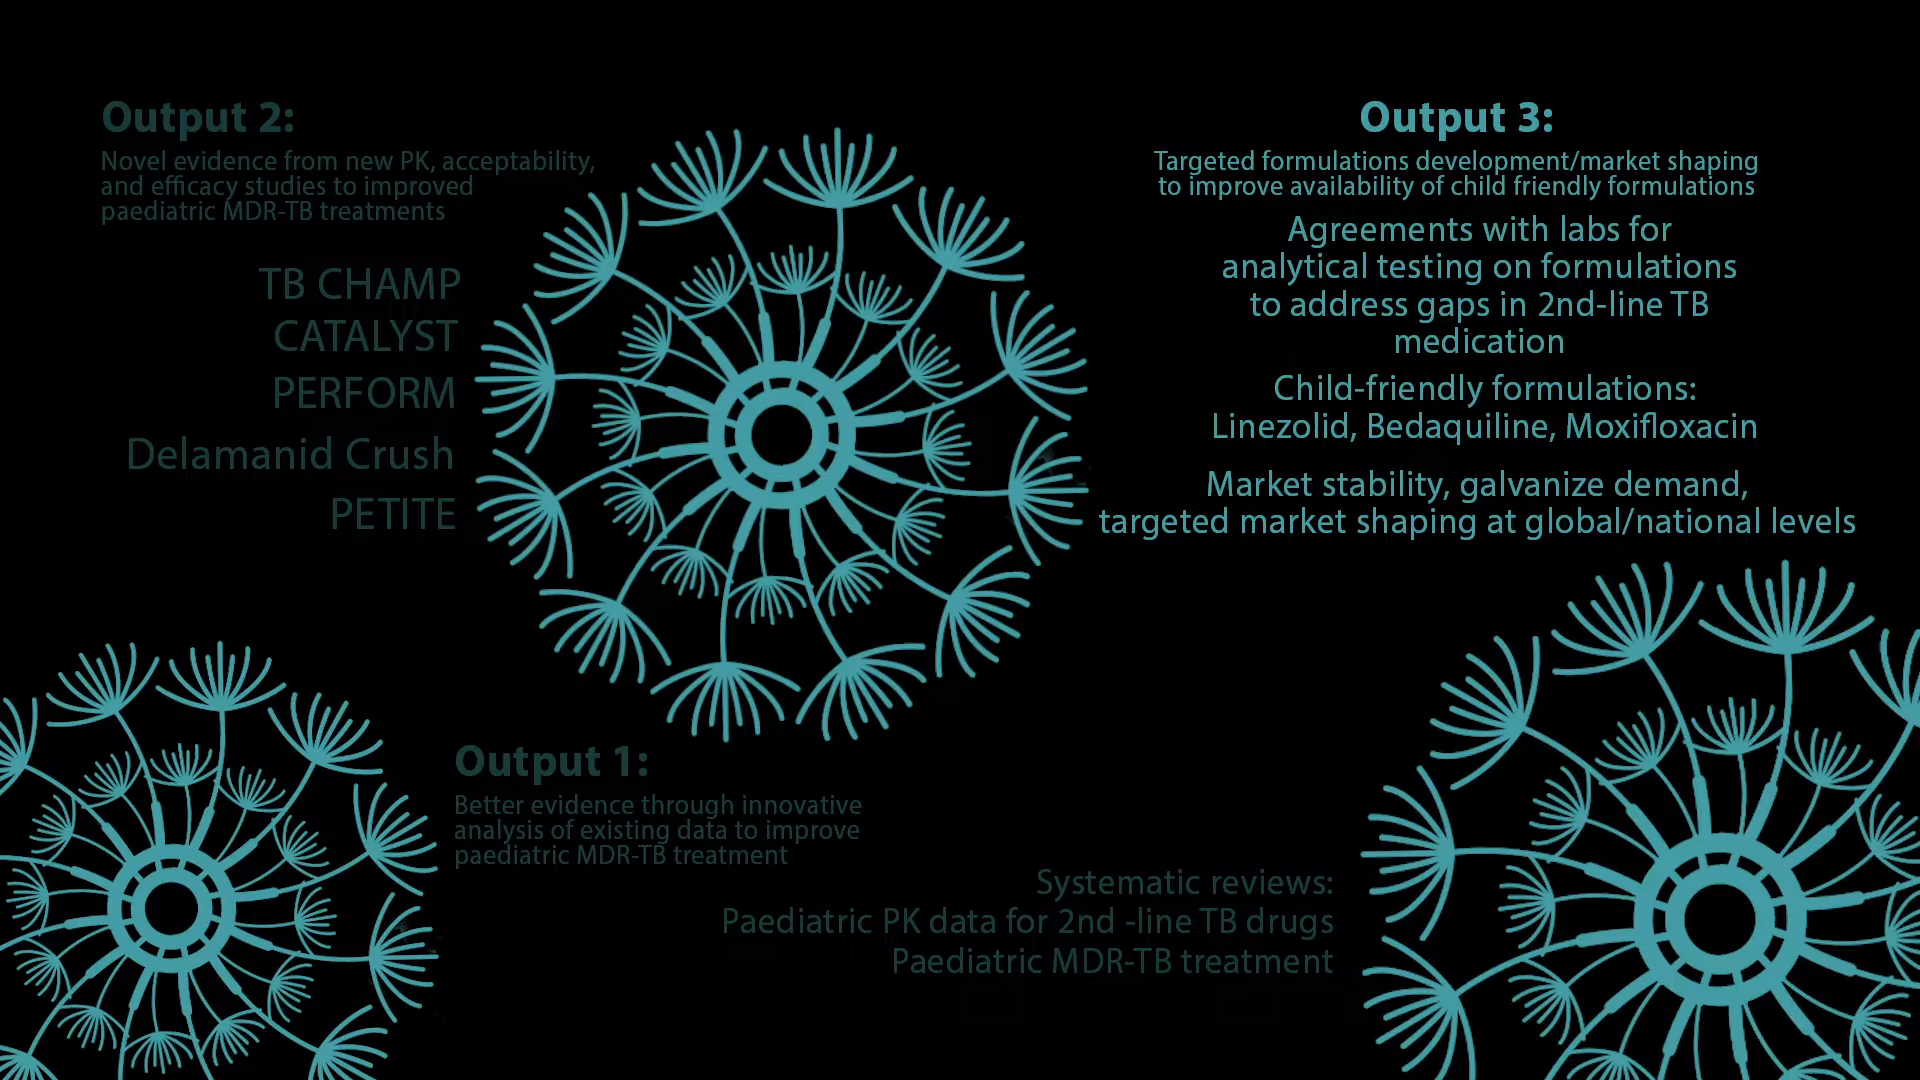 Output 2:
Novel evidence from new PK, acceptability,
and efficacy studies to improved
paediatric MDR-TB treatments
TB CHAMP
CATALYST
PERFORM
Delamanid Crush
PETITE
Output 3:
Targeted formulations development/market shaping
to improve availability of child friendly formulations
Agreements with labs for
analytical testing on formulations
to address gaps in 2nd-line TB
medication
Child-friendly formulations:
Linezolid, Bedaquiline, Moxifloxacin
Market stability, galvanize demand,
targeted market shaping at global/national levels
Output 1:
Better evidence through innovative
analysis of existing data to improve
paediatric MDR-TB treatment
Systematic reviews:
Paediatric PK data for 2nd -line TB drugs
Paediatric MDR-TB treatment